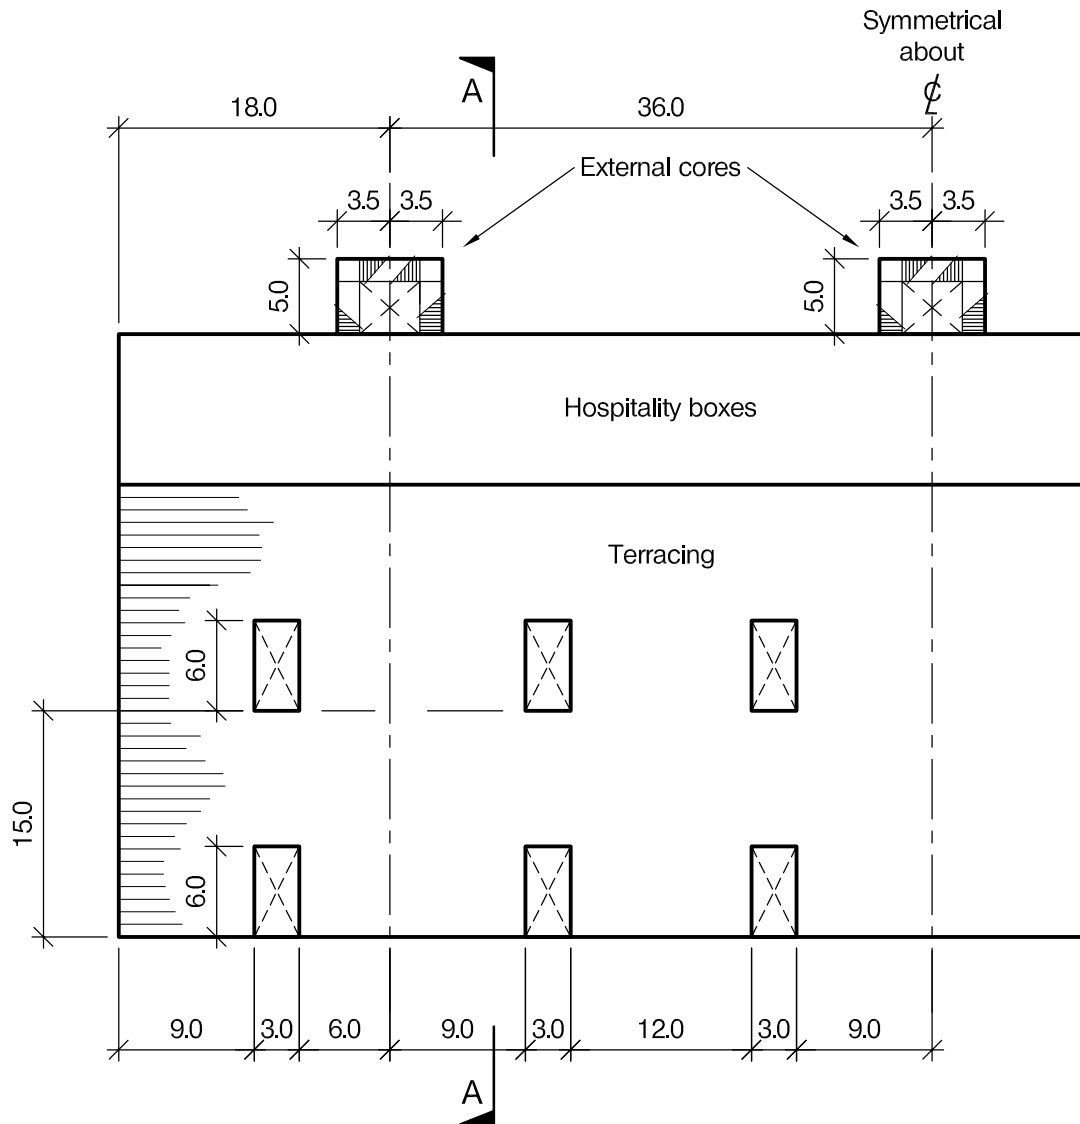 Symmetrical
about
℄
A
18.0
36.0
External cores
3.5 3.5
3.5 3.5
5.0
5.0
Hospitality boxes
Terracing
6.0
15.0
6.0
9.0 3.0 6.0 9.0 3.0 12.0 3.0 9.0
A